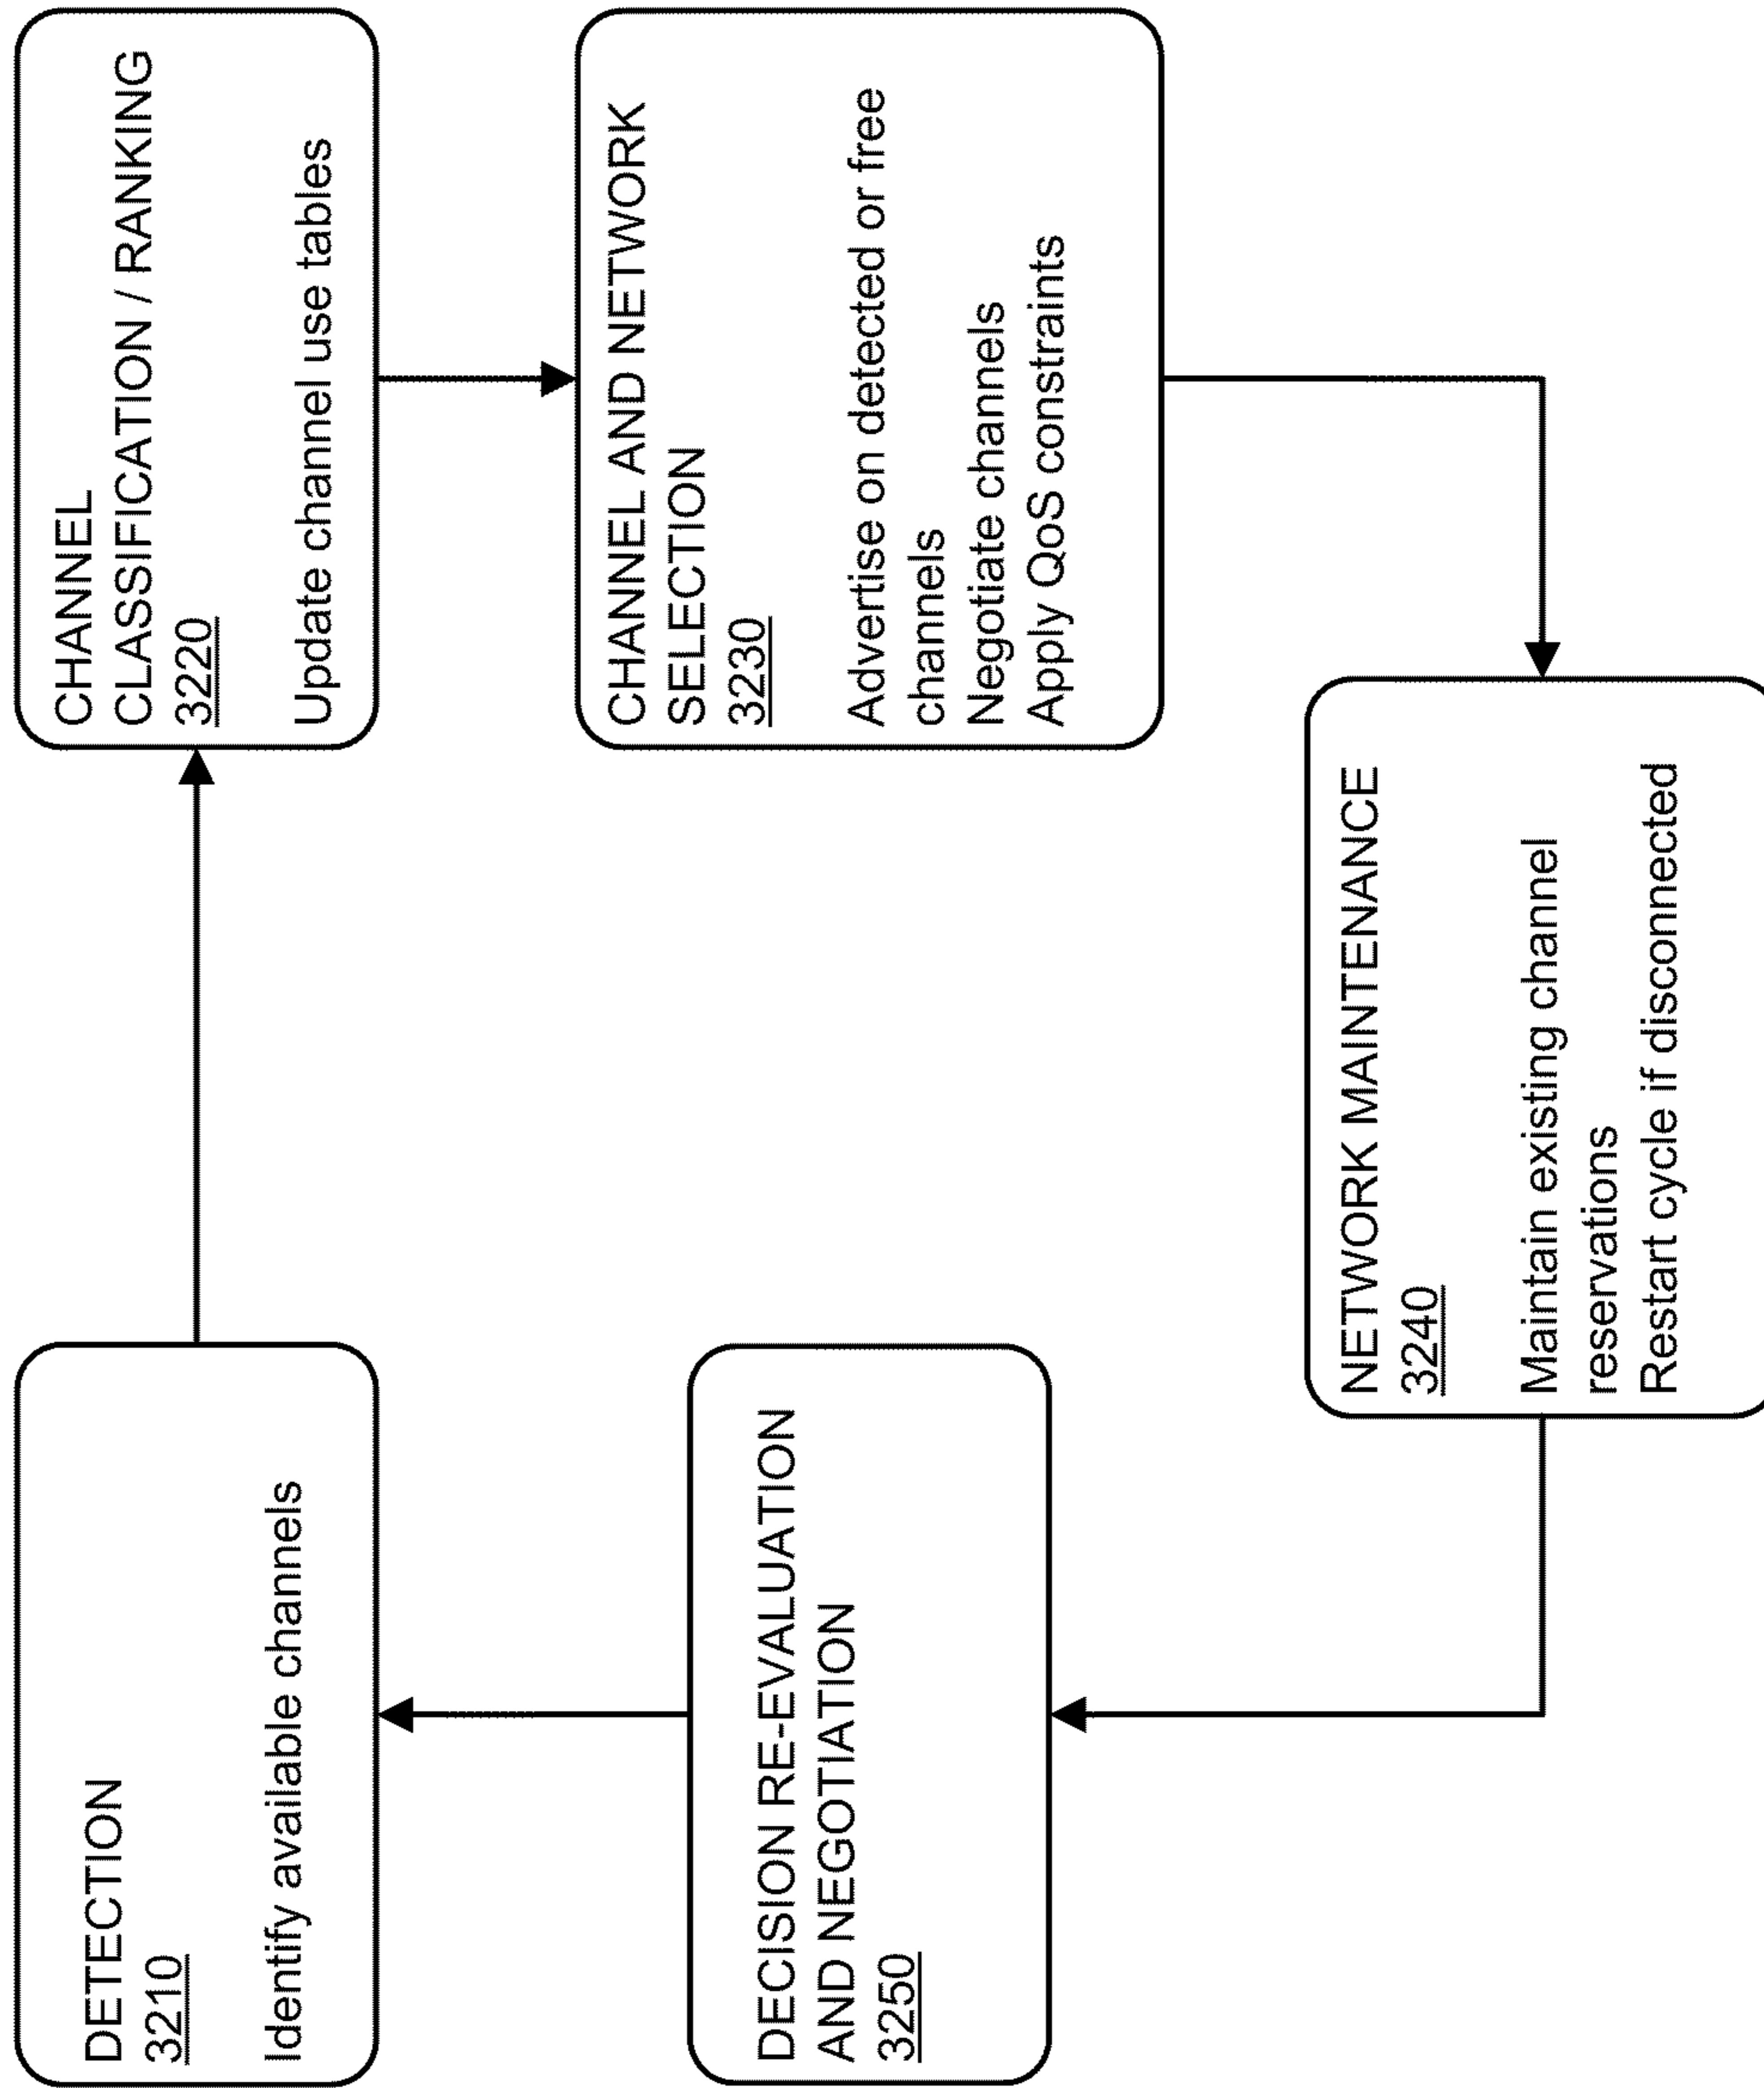 DETECTION
3210
Identify available channels
CHANNEL
CLASSIFICATION / RANKING
3220
Update channel use tables
CHANNEL AND NETWORK
SELECTION
3230
Advertise on detected or free
channels
Negotiate channels
Apply QoS constraints
NETWORK MAINTENANCE
3240
Maintain existing channel
reservations
Restart cycle if disconnected
DECISION RE-EVALUATION
AND NEGOTIATION
3250